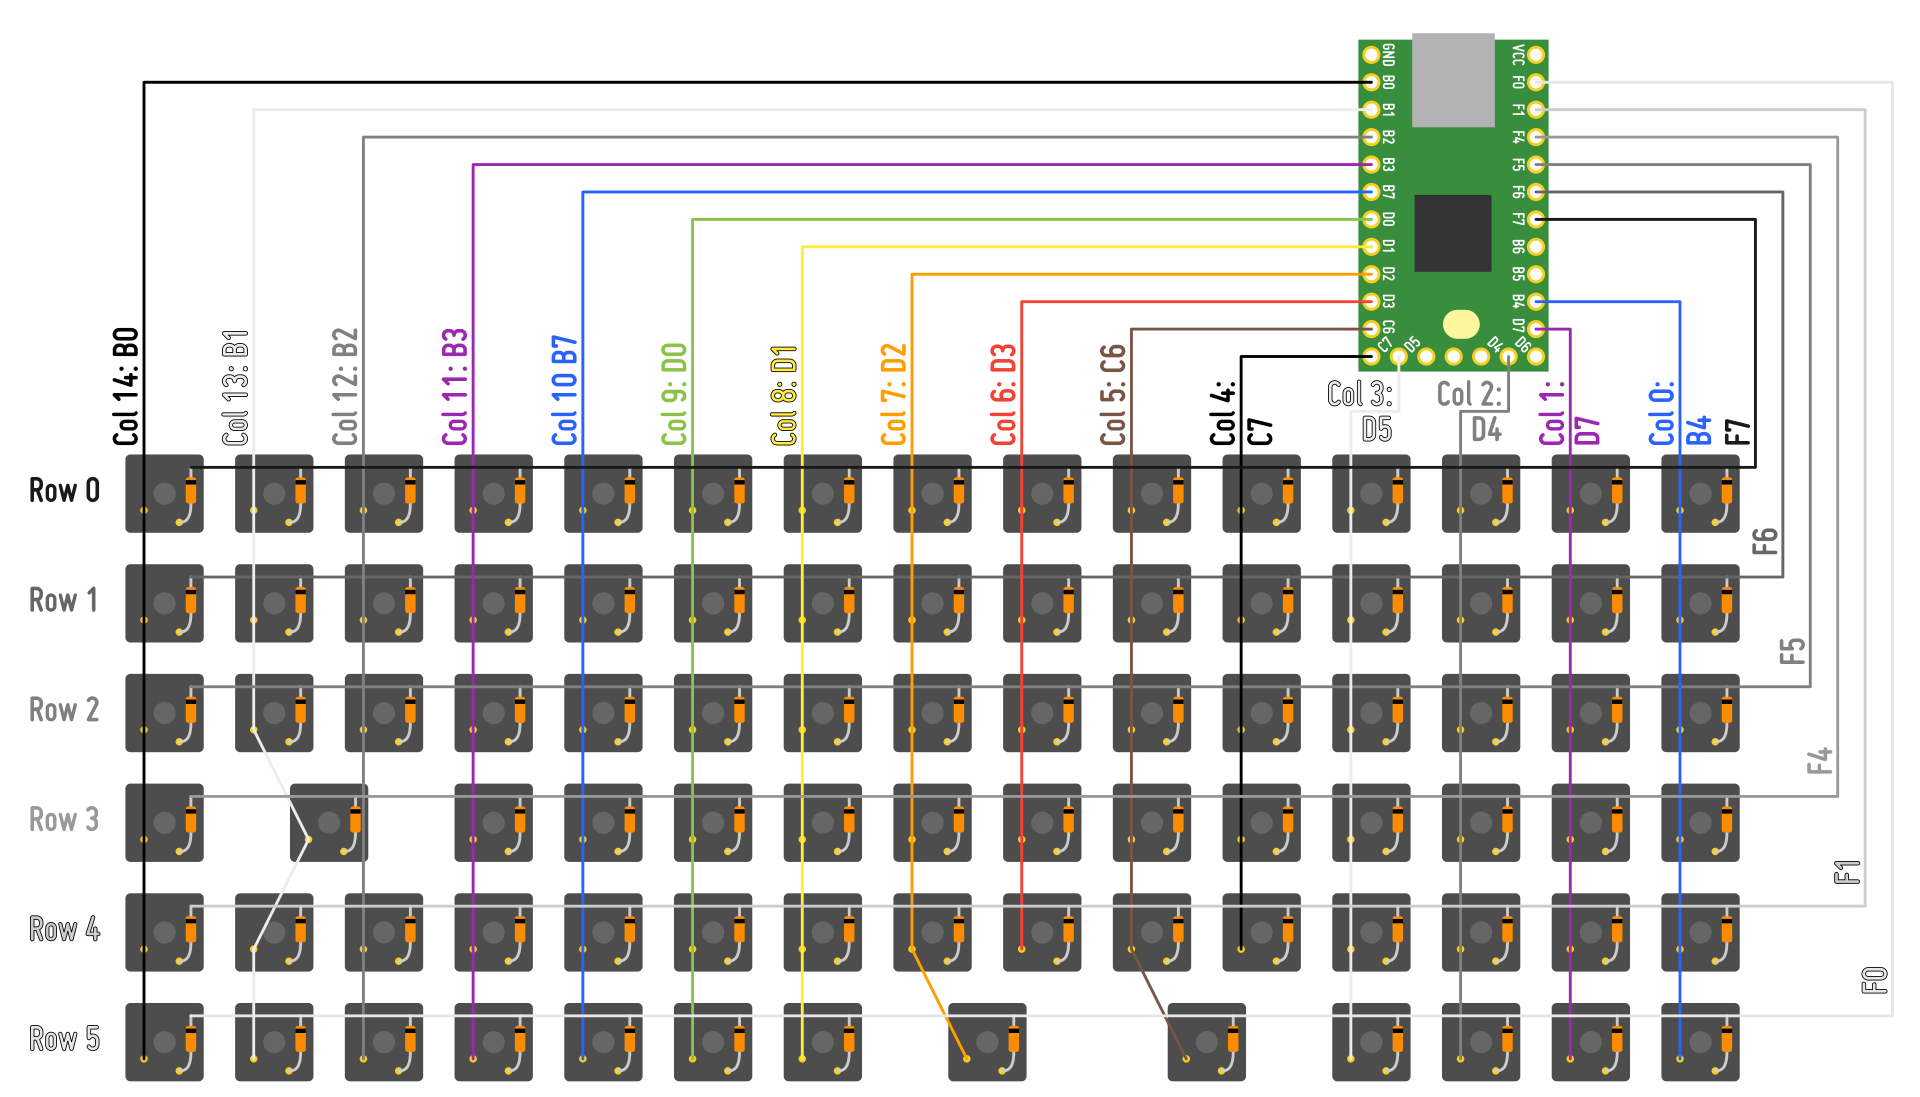 GND
VCC
B0
F0
B1
F1
B2
F4
B3
F5
B7
F6
D0
F7
D1
B6
D2
B5
D3
B4
C6
D7
C7
D5
D4
D6
Col 14: B0
Col 13: B1
Col 12: B2
Col 11: B3
Col 10 B7
Col 9: D0
Col 8: D1
Col 7: D2
Col 6: D3
Col 5: C6
Col 4:
C7
Col 3:
D5
Col 2:
D4
Col 1:
D7
Col 0:
B4
F7
Row 0
F6
Row 1
F5
Row 2
F4
Row 3
F1
Row 4
F0
Row 5